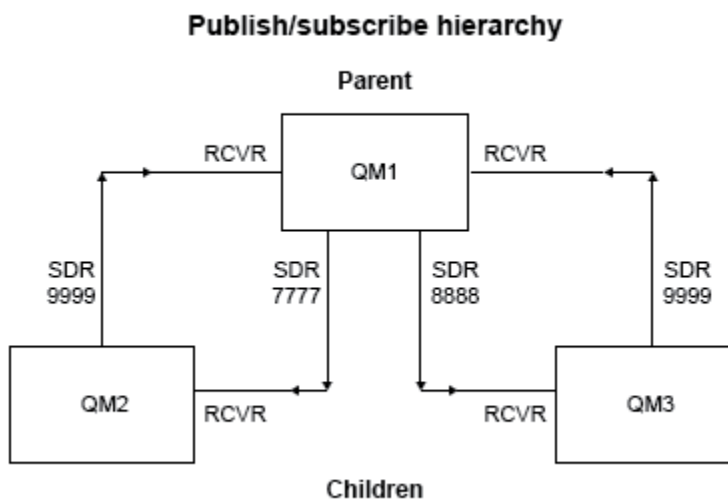 Publish/subscribe hierarchy
Parent
RCVR
QM1
RCVR
SDR
9999
SDR
7777
SDR
8888
SDR
9999
QM2
RCVR
RCVR
QM3
Children